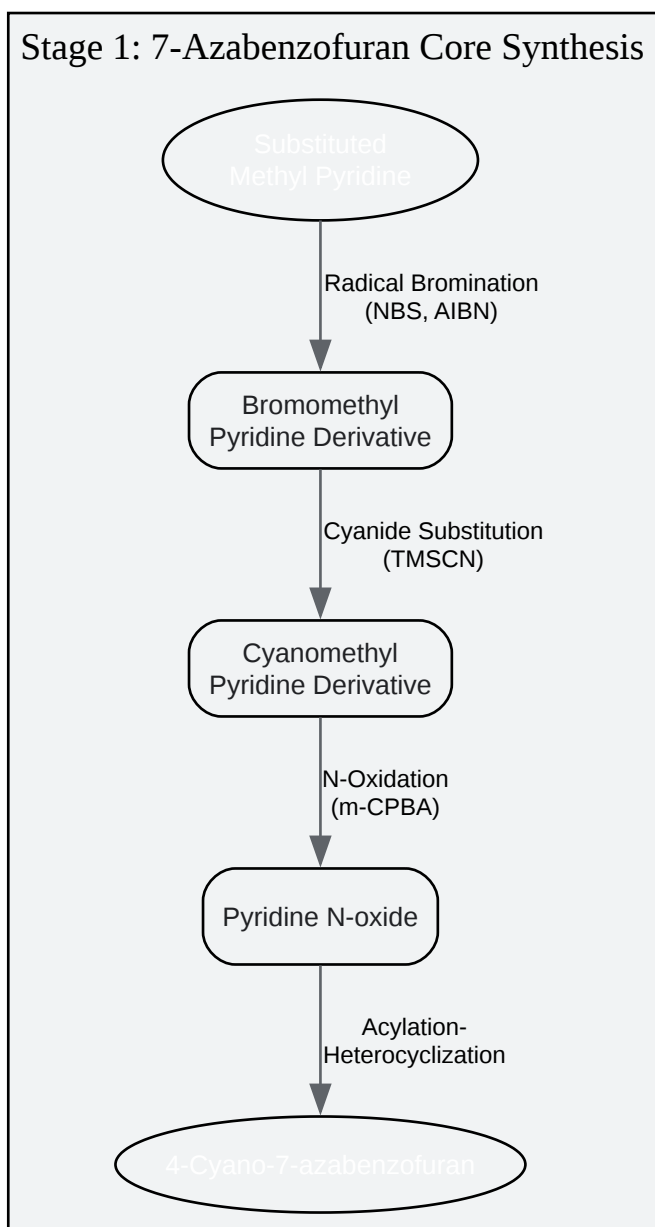 Stage 1: 7-Azabenzofuran Core Synthesis
Substituted
Methyl Pyridine
Radical Bromination
(NBS, AIBN)
Bromomethyl
Pyridine Derivative
Cyanide Substitution
(TMSCN)
Cyanomethyl
Pyridine Derivative
N-Oxidation
(m-CPBA)
Pyridine N-oxide
Acylation-
Heterocyclization
4-Cyano-7-azabenzofuran